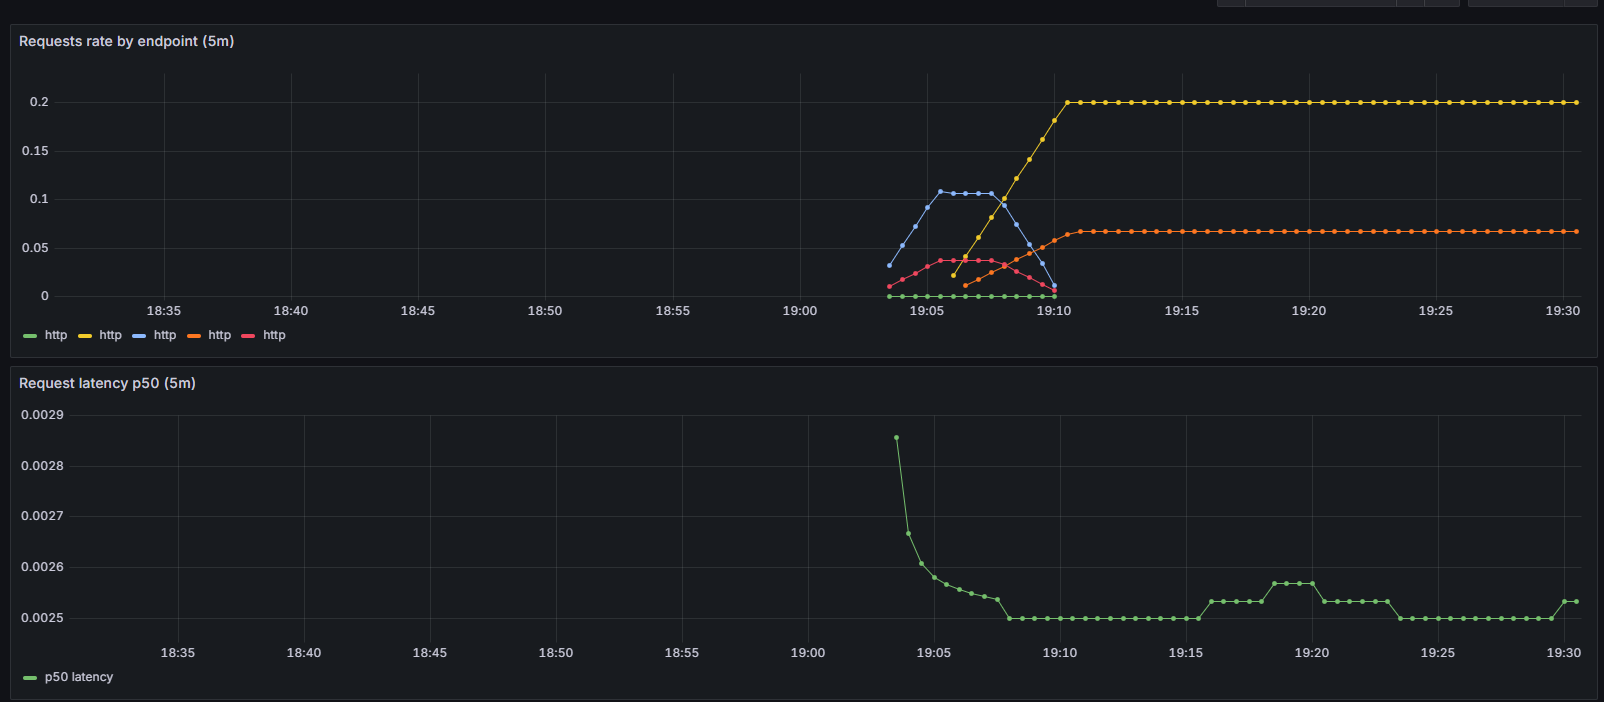 Requests rate by endpoint (5m)
0.2
0.15
0.1
0.05
0
18:35 18:40 18:45 18:50 18:55 19:00 19:05 19:10 19:15 19:20 19:25 19:30
http http http http http
Request latency p50 (5m)
0.0029
0.0028
0.0027
0.0026
0.0025
18:35 18:40 18:45 18:50 18:55 19:00 19:05 19:10 19:15 19:20 19:25 19:30
p50 latency